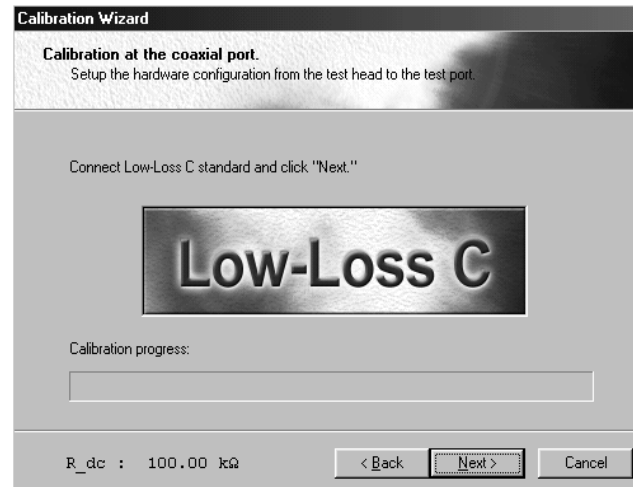 Calibration Wizard
Calibration at the coaxial port.
Setup the hardware configuration from the test head to the test port.
Connect Low-Loss C standard and click "Next."
Low-Loss C
Calibration progress:
R_dc : 100.00 kΩ
< Back
Next >
Cancel